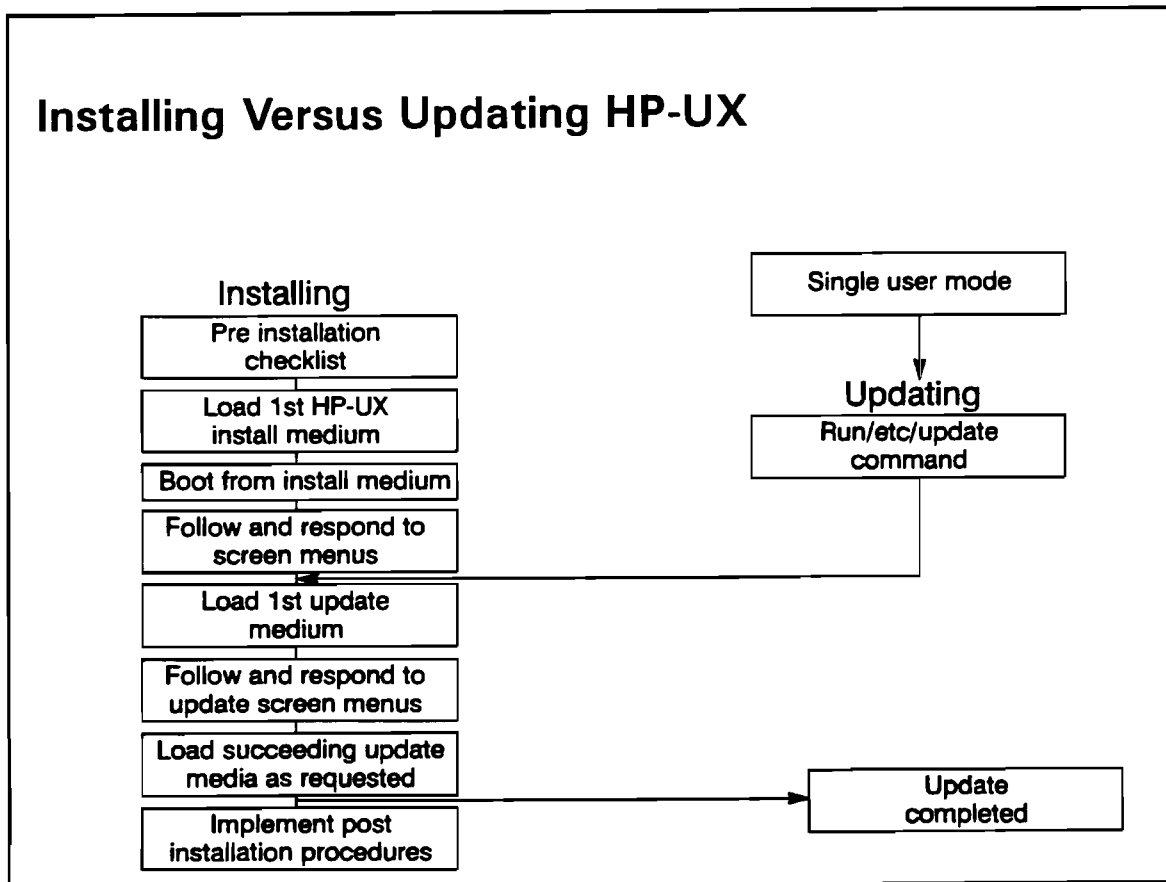 Installing Versus Updating HP-UX
Installing
Pre installation
checklist
Load 1st HP-UX
install medium
Boot from install medium
Follow and respond to
screen menus
Load 1st update
medium
Follow and respond to
update screen menus
Load succeeding update
media as requested
Implement post
installation procedures
Single user mode
Updating
Run/etc/update
command
Update
completed